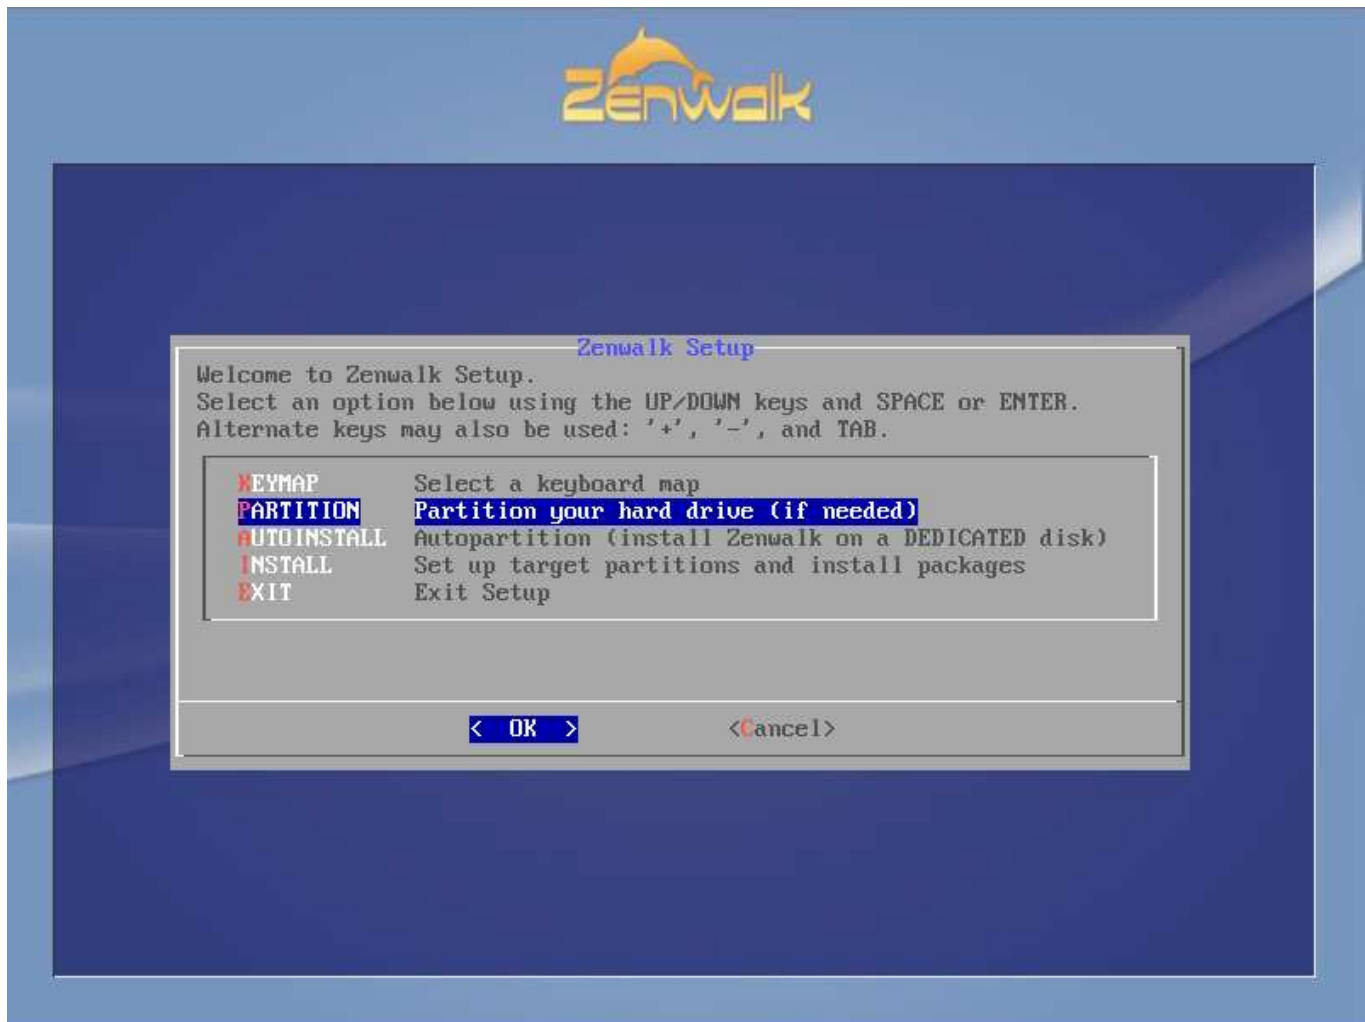 Zenwalk
Zenwalk Setup
Welcome to Zenwalk Setup.
Select an option below using the UP/DOWN keys and SPACE or ENTER.
Alternate keys may also be used: '+', '-', and TAB.
KEYMAP Select a keyboard map
PARTITION Partition your hard drive (if needed)
AUTOINSTALL Autopartition (install Zenwalk on a DEDICATED disk)
INSTALL Set up target partitions and install packages
EXIT Exit Setup
< OK > <Cancel>